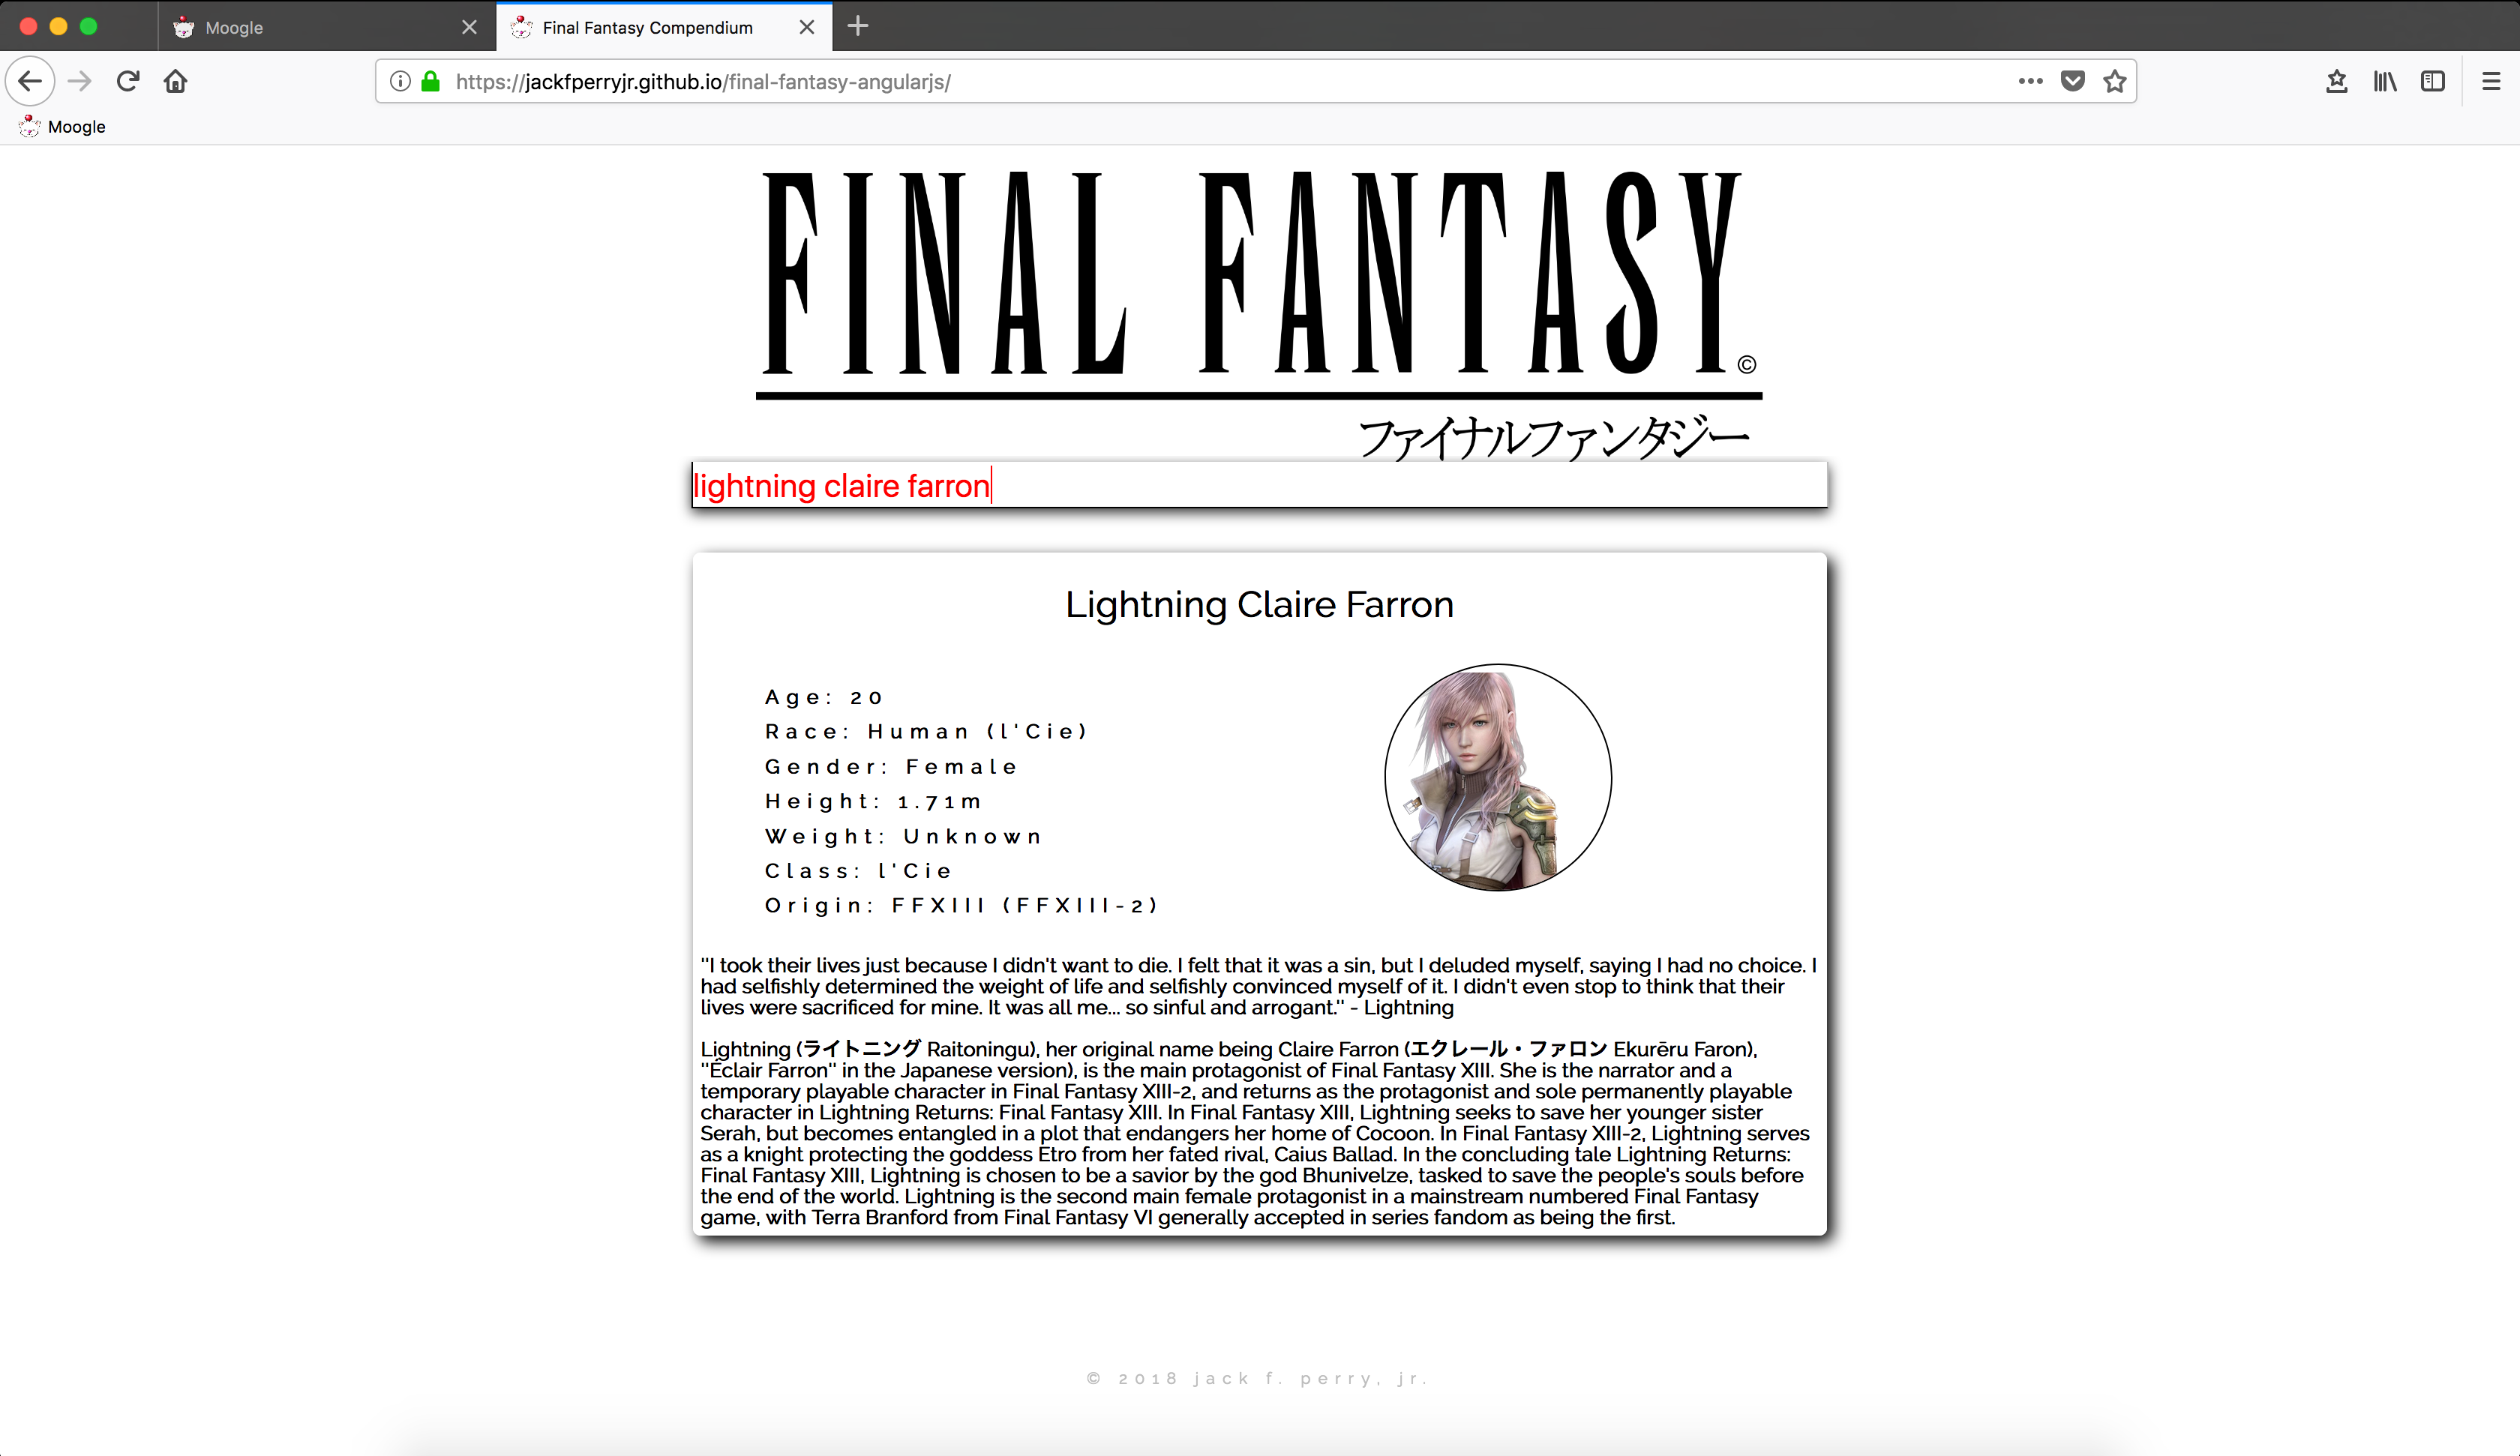 Moogle
Final Fantasy Compendium
https://jackfperryjr.github.io/final-fantasy-angularjs/
Moogle
FINAL FANTASY©
ファイナルファンタジー
lightning claire farron
Lightning Claire Farron
Age: 20
Race: Human (l'Cie)
Gender: Female
Height: 1.71m
Weight: Unknown
Class: l'Cie
Origin: FFXIII (FFXIII-2)
"I took their lives just because I didn't want to die. I felt that it was a sin, but I deluded myself, saying I had no choice. I
had selfishly determined the weight of life and selfishly convinced myself of it. I didn't even stop to think that their
lives were sacrificed for mine. It was all me... so sinful and arrogant." - Lightning
Lightning (ライトニング Raitoningu), her original name being Claire Farron (エクレール・ファロン Ekurēru Faron),
"Éclair Farron" in the Japanese version), is the main protagonist of Final Fantasy XIII. She is the narrator and a
temporary playable character in Final Fantasy XIII-2, and returns as the protagonist and sole permanently playable
character in Lightning Returns: Final Fantasy XIII. In Final Fantasy XIII, Lightning seeks to save her younger sister
Serah, but becomes entangled in a plot that endangers her home of Cocoon. In Final Fantasy XIII-2, Lightning serves
as a knight protecting the goddess Etro from her fated rival, Caius Ballad. In the concluding tale Lightning Returns:
Final Fantasy XIII, Lightning is chosen to be a savior by the god Bhunivelze, tasked to save the people's souls before
the end of the world. Lightning is the second main female protagonist in a mainstream numbered Final Fantasy
game, with Terra Branford from Final Fantasy VI generally accepted in series fandom as being the first.
© 2018 jack f. perry, jr.